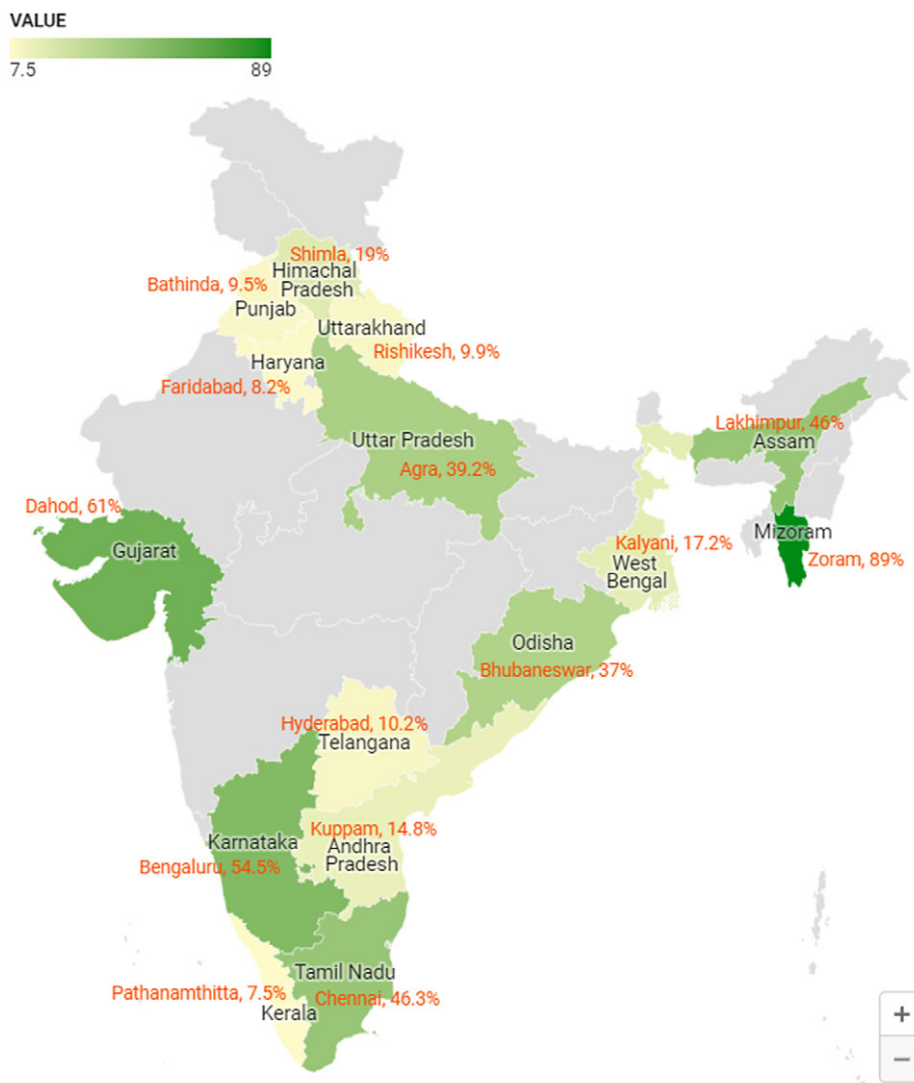 VALUE
7.5 89
Shimla, 19%
Himachal
Pradesh
Bathinda, 9.5%
Punjab
Uttarakhand
Rishikesh, 9.9%
Haryana
Faridabad, 8.2%
Lakhimpur, 46%
Assam
Uttar Pradesh
Agra, 39.2%
Dahod, 61%
Gujarat
Mizoram
Zoram, 89%
Kalyani, 17.2%
West
Bengal
Odisha
Bhubaneswar, 37%
Hyderabad, 10.2%
Telangana
Kuppam, 14.8%
Andhra
Pradesh
Karnataka
Bengaluru, 54.5%
Tamil Nadu
Chennai, 46.3%
Pathanamthitta, 7.5%
Kerala
+
−